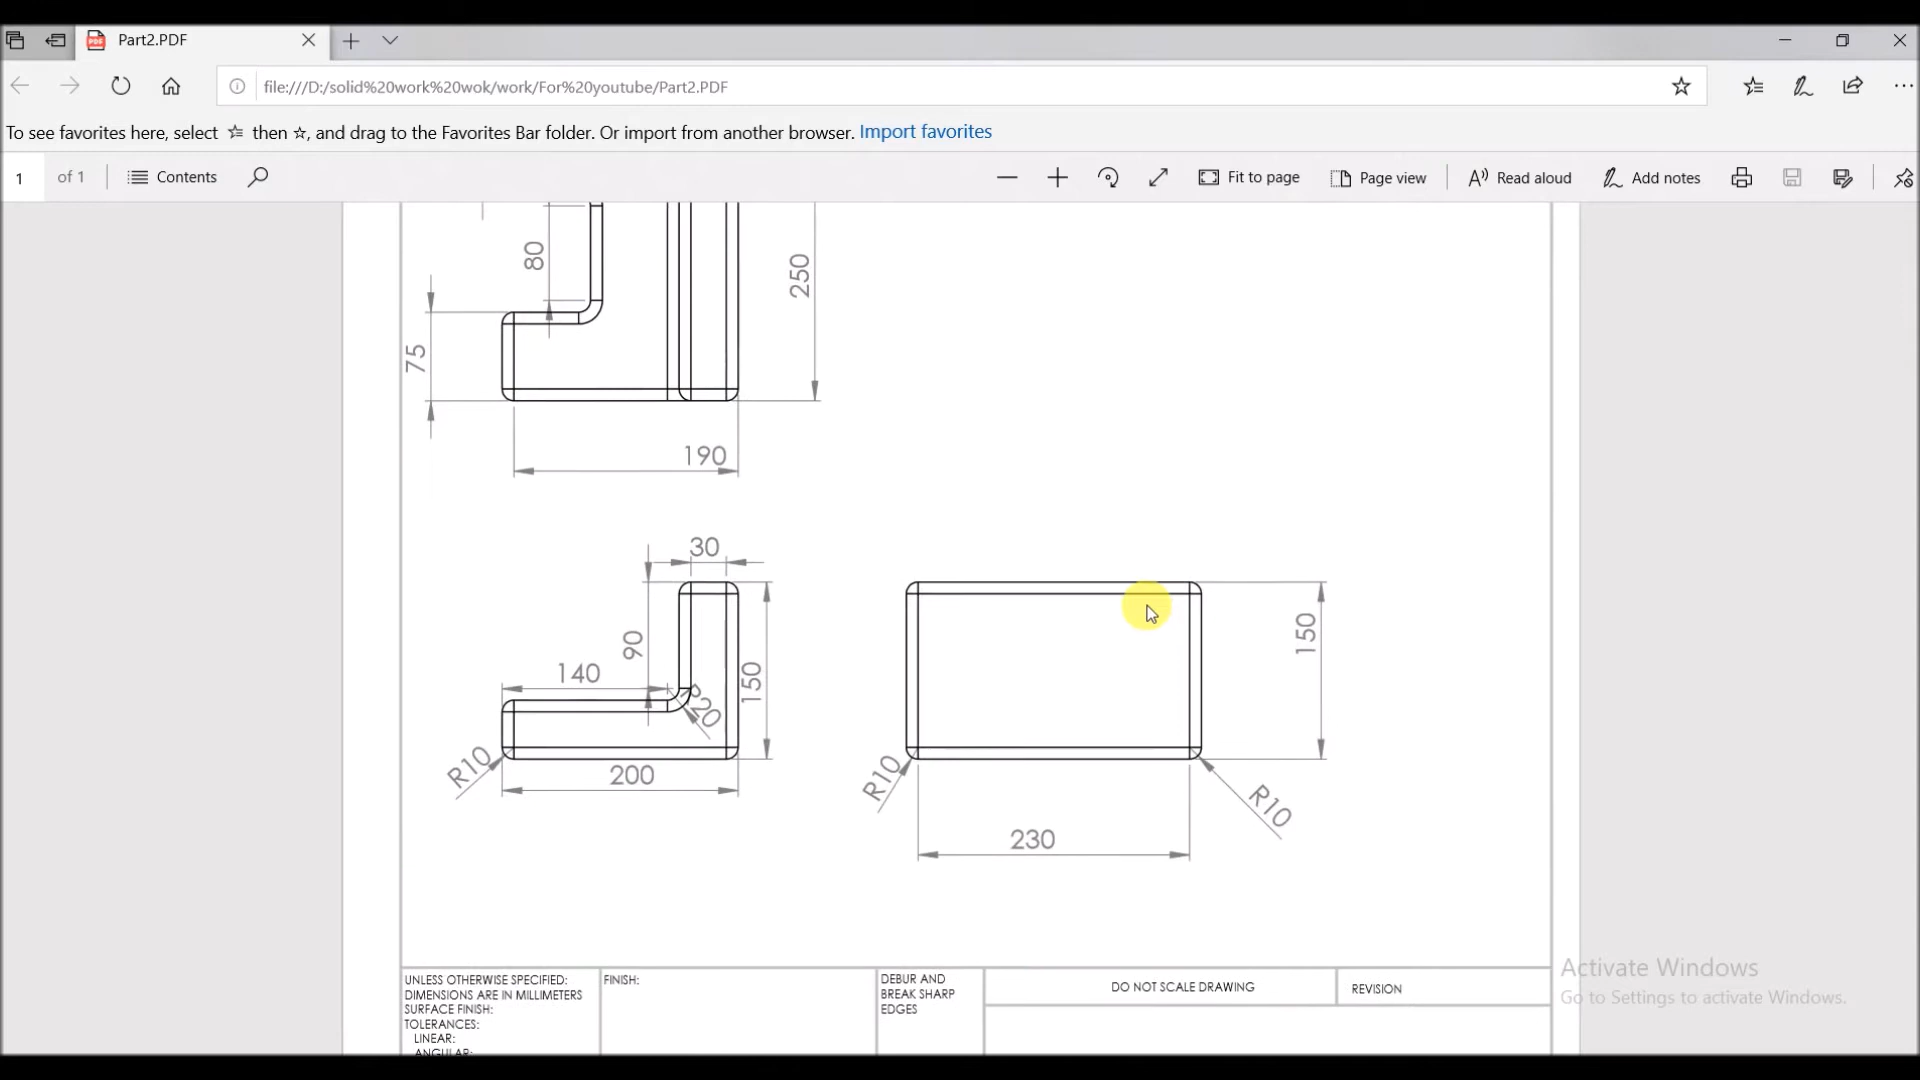 Part2.PDF
file:///D:/solid%20work%20wok/work/For%20youtube/Part2.PDF
To see favorites here, select then , and drag to the Favorites Bar folder. Or import from another browser. Import favorites
1 of 1 Contents Fit to page Page view Read aloud Add notes
80
250
75
190
30
90
140
150
R20
R10
200
150
R10
R10
230
UNLESS OTHERWISE SPECIFIED:
DIMENSIONS ARE IN MILLIMETERS
SURFACE FINISH:
TOLERANCES:
LINEAR:
ANGULAR:
FINISH:
DEBUR AND
BREAK SHARP
EDGES
DO NOT SCALE DRAWING
REVISION
Activate Windows
Go to Settings to activate Windows.